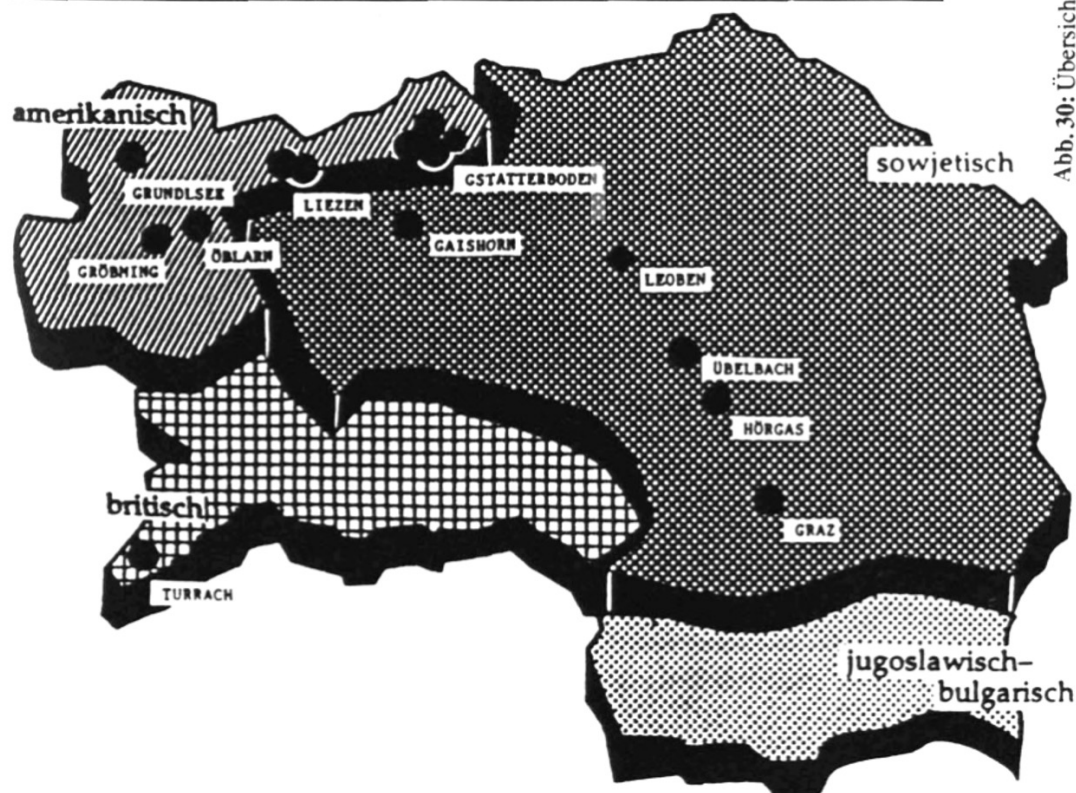 Abb. 30: Übersich
amerikanisch
sowjetisch
GRUNDLSEE
GSTATTERBODEN
LIEZEN
GAISHORN
ÖBLARN
GRÖBMING
LEOBEN
ÜBELBACH
HÖRGAS
britisch
GRAZ
TURRACH
jugoslawisch-
bulgarisch